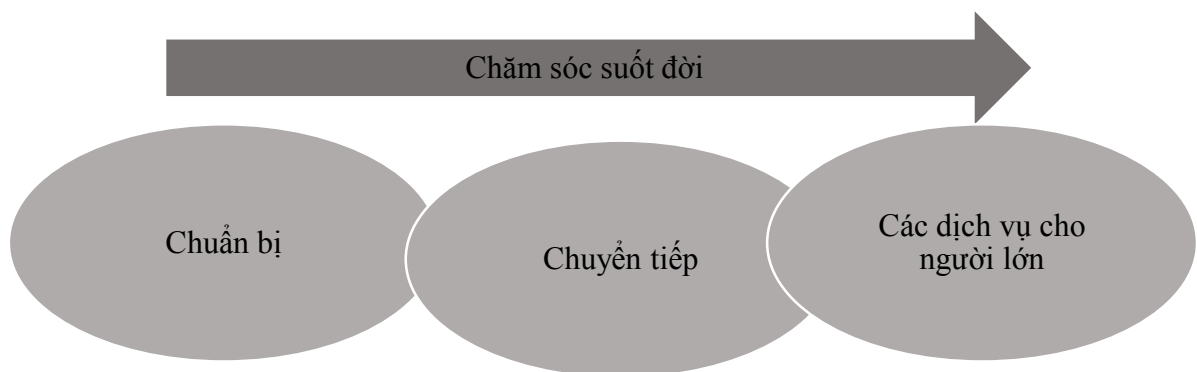 Chăm sóc suốt đời
Chuẩn bị
Chuyển tiếp
Các dịch vụ cho
người lớn